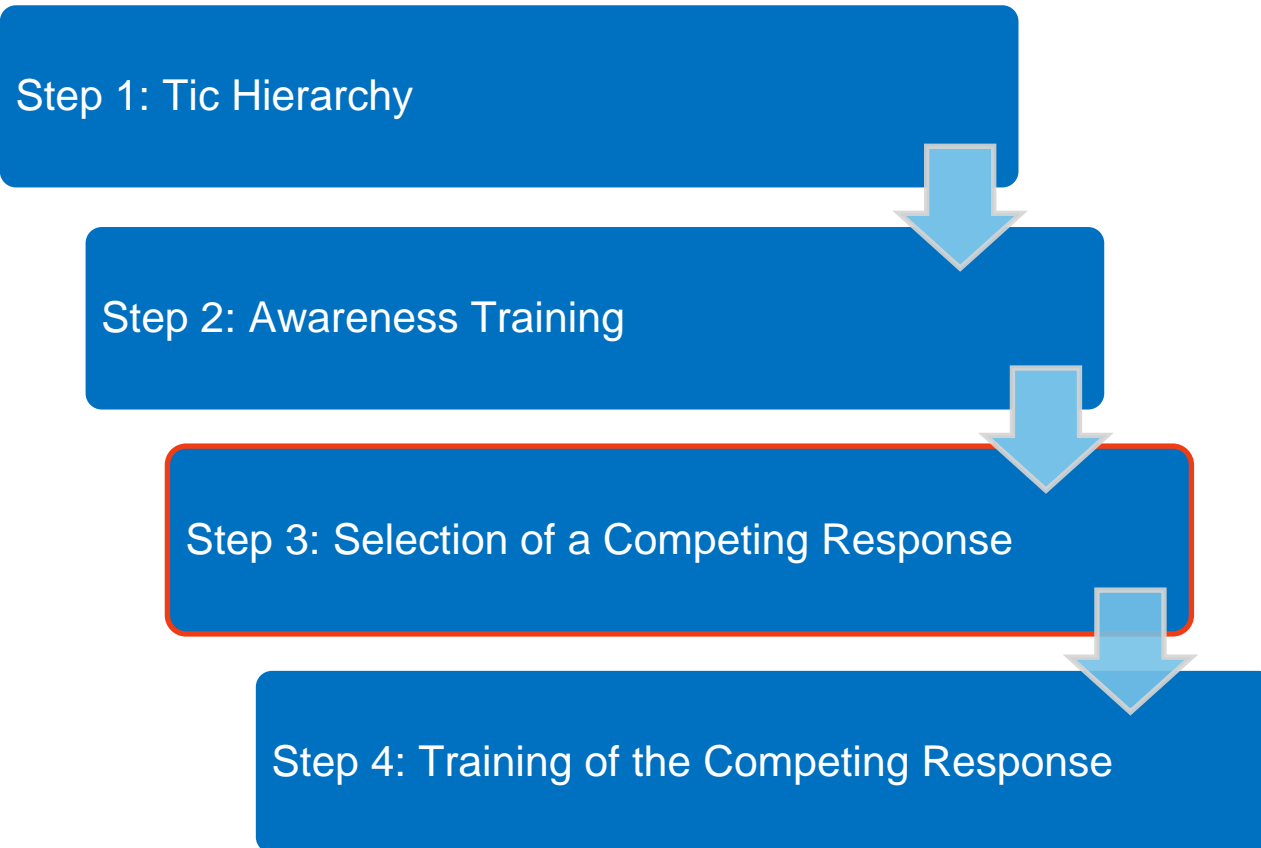 Step 1: Tic Hierarchy
Step 2: Awareness Training
Step 3: Selection of a Competing Response
Step 4: Training of the Competing Response